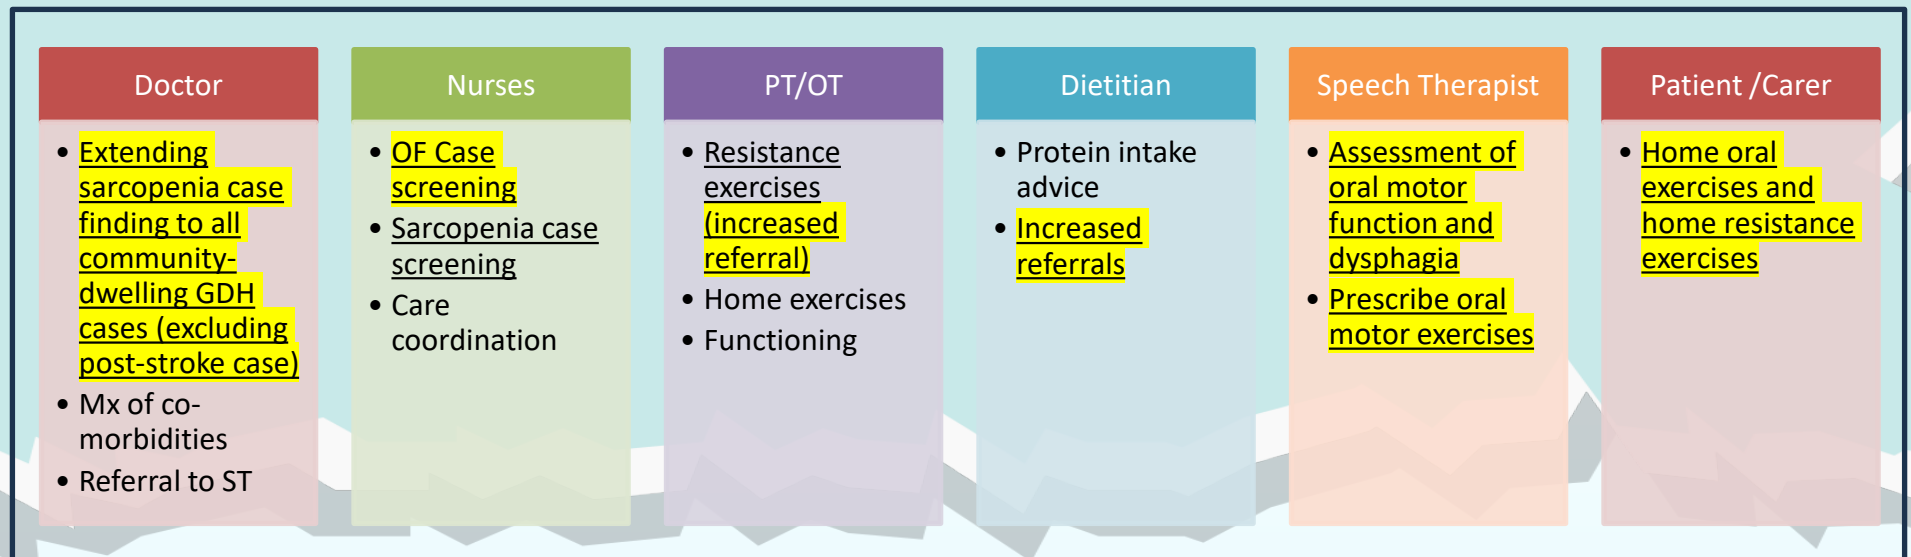 Doctor
• Extending
sarcopenia case
finding to all
community-
dwelling GDH
cases (excluding
post-stroke case)
• Mx of co-
morbidities
• Referral to ST
Nurses
• OF Case
screening
• Sarcopenia case
screening
• Care
coordination
PT/OT
• Resistance
exercises
(increased
referral)
• Home exercises
• Functioning
Dietitian
• Protein intake
advice
• Increased
referrals
Speech Therapist
• Assessment of
oral motor
function and
dysphagia
• Prescribe oral
motor exercises
Patient /Carer
• Home oral
exercises and
home resistance
exercises